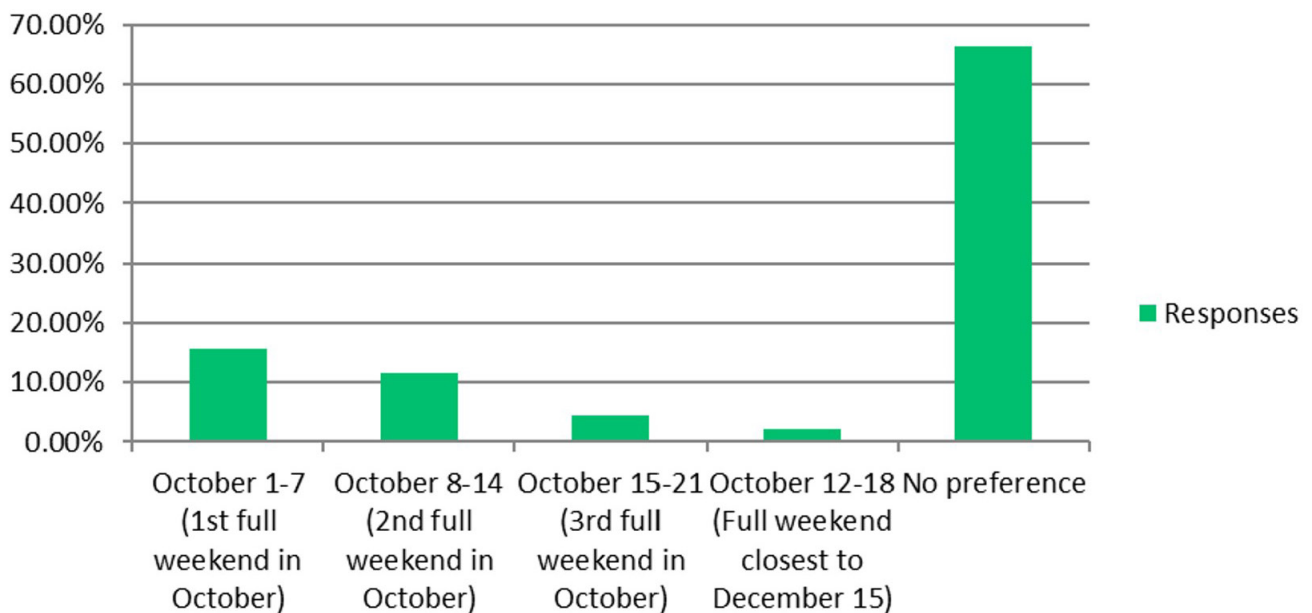 70.00%
60.00%
50.00%
40.00%
30.00%
20.00%
10.00%
0.00%
October 1-7
(1st full
weekend in
October)
October 8-14
(2nd full
weekend in
October)
October 15-21
(3rd full
weekend in
October)
October 12-18
(Full weekend
closest to
December 15)
No preference
Responses